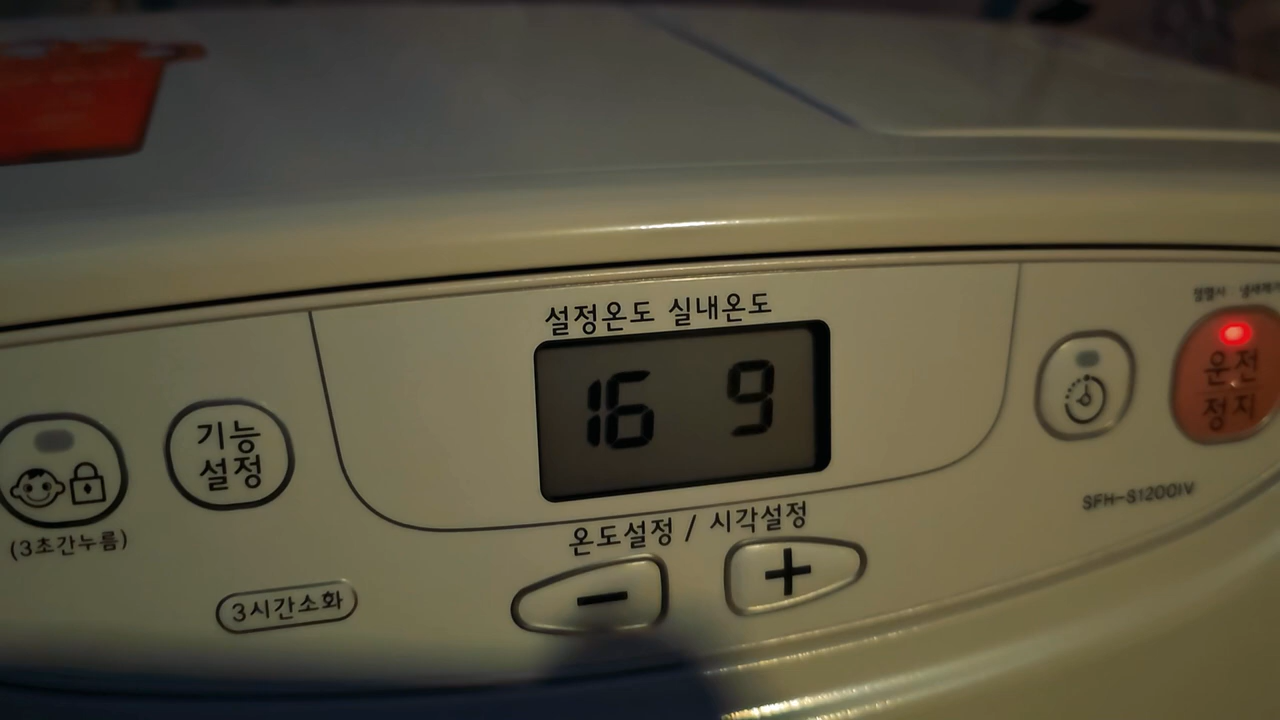 설정온도 실내온도
16 9
운전
정지
기능
설정
(3초간누름)
SFH-S1200IV
온도설정 / 시각설정
- +
3시간소화